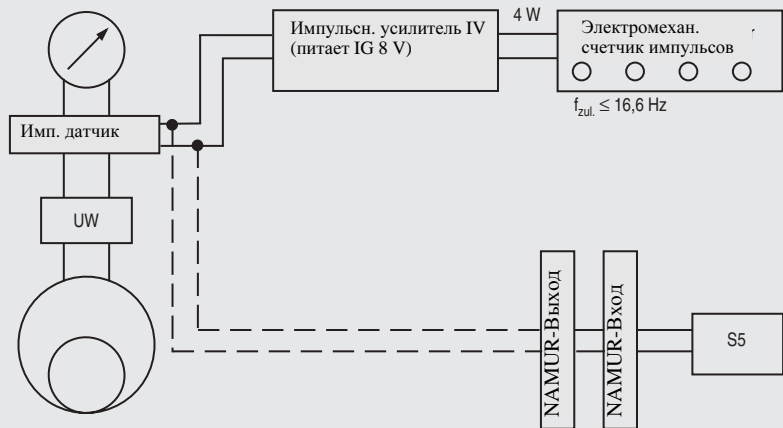 Импульсн. усилитель IV
(питает IG 8 V)
4 W
Электромехан.
счетчик импульсов
f zul. ≤ 16,6 Hz
Имп. датчик
UW
NAMUR-Выход
NAMUR-Вход
S5